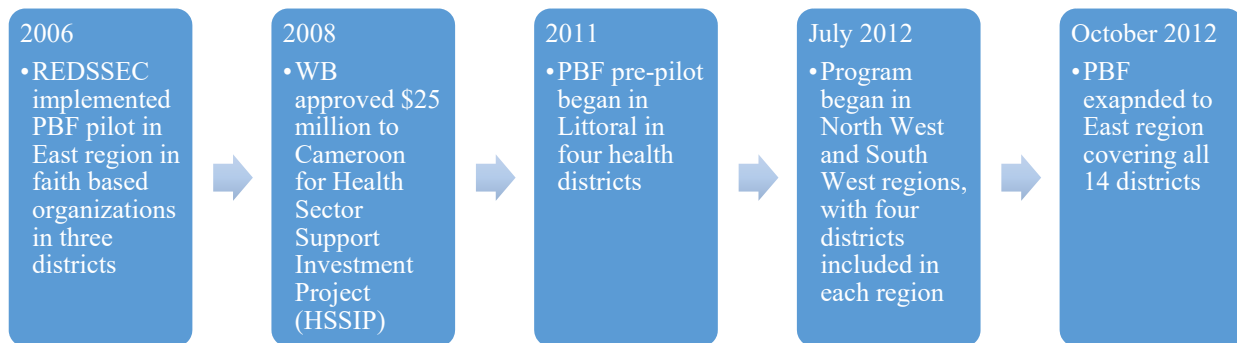 2006
•REDSSEC
implemented
PBF pilot in
East region in
faith based
organizations
in three
districts
2008
•WB
approved $25
million to
Cameroon
for Health
Sector
Support
Investment
Project
(HSSIP)
2011
•PBF pre-pilot
began in
Littoral in
four health
districts
July 2012
•Program
began in
North West
and South
West regions,
with four
districts
included in
each region
October 2012
•PBF
exapnded to
East region
covering all
14 districts